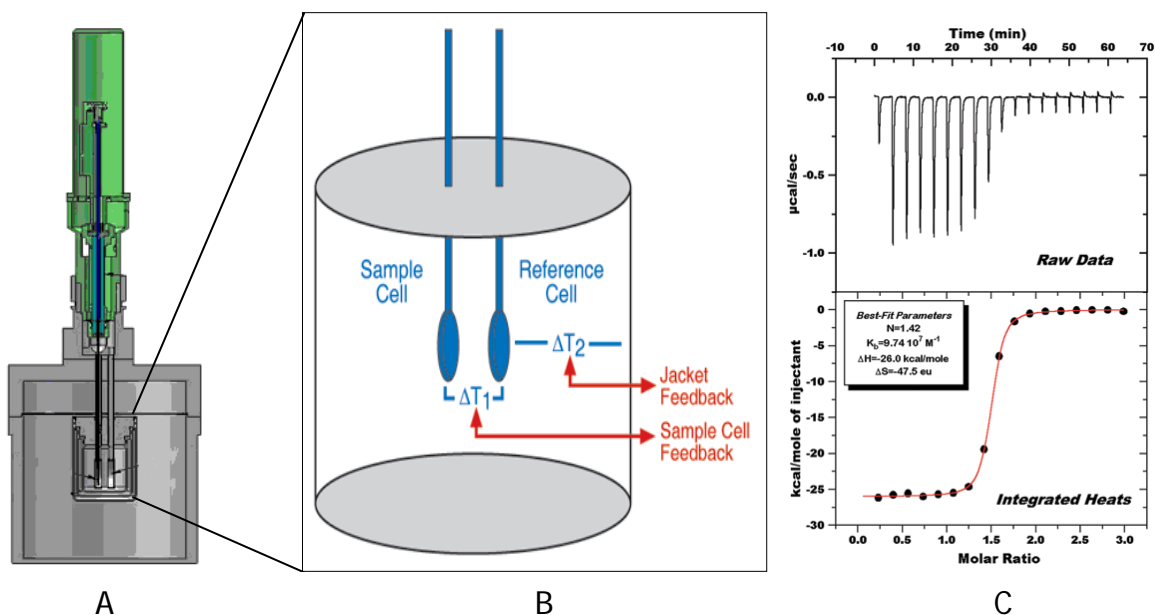 Sample
Cell
Reference
Cell
ΔT₂
ΔT₁
Jacket
Feedback
Sample Cell
Feedback
Time (min)
-10 0 10 20 30 40 50 60 70
0.0
-0.5
-1.0
µcal/sec
Raw Data
0
-5
-10
-15
-20
-25
-30
kcal/mole of injectant
Best-Fit Parameters
N=1.42
K_b=9.74 10⁷ M⁻¹
ΔH=-26.0 kcal/mole
ΔS=-47.5 eu
Integrated Heats
0.0 0.5 1.0 1.5 2.0 2.5 3.0
Molar Ratio
A B C